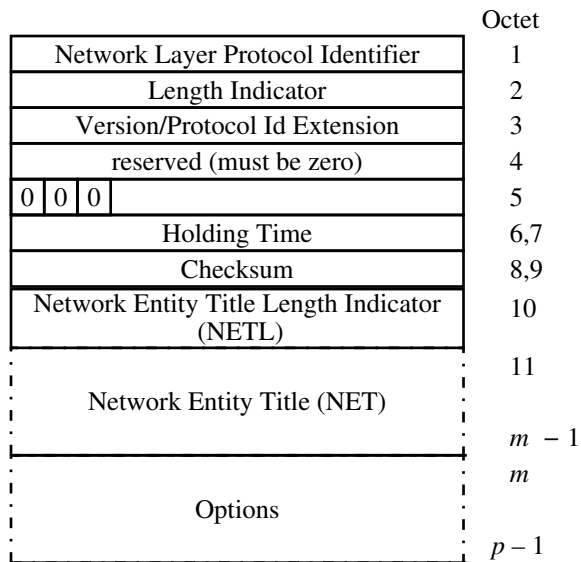 Octet
Network Layer Protocol Identifier 1
Length Indicator 2
Version/Protocol Id Extension 3
reserved (must be zero) 4
0 0 0 5
Holding Time 6,7
Checksum 8,9
Network Entity Title Length Indicator 10
(NETL)
11
Network Entity Title (NET)
m – 1
m
Options
p – 1